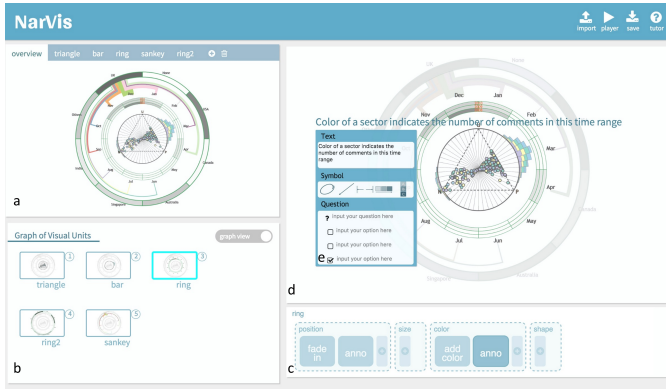 NarVis
import player save tutor
overview triangle bar ring sankey ring2
Dec Jan
Nov Feb
Mar
Apr
May
Jun
Jul
Aug
a
Color of a sector indicates the number of comments in this time range
Text
Color of a sector indicates the
number of comments in this time
range
Symbol
Question
? input your question here
input your option here
input your option here
e input your option here
Singapore
Australia
d
Graph of Visual Units
graph view
1 2 3
triangle bar ring
4 5
ring2 sankey
b
ring
position size color shape
fade in anno add color anno
c